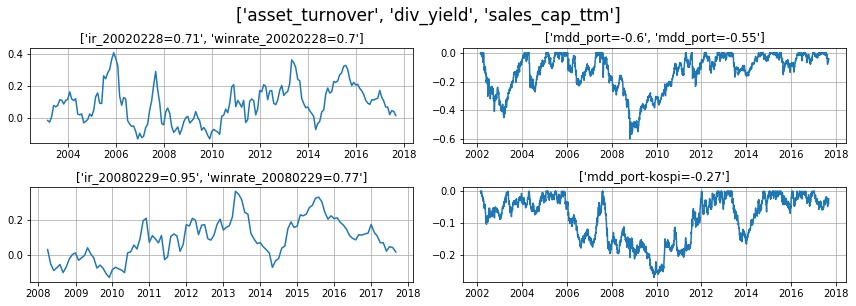 ['asset_turnover', 'div_yield', 'sales_cap_ttm']
['ir_20020228=0.71', 'winrate_20020228=0.7']
0.4
0.2
0.0
2004 2006 2008 2010 2012 2014 2016 2018
['mdd_port=-0.6', 'mdd_port=-0.55']
0.0
−0.2
−0.4
−0.6
2002 2004 2006 2008 2010 2012 2014 2016 2018
['ir_20080229=0.95', 'winrate_20080229=0.77']
0.2
0.0
2008 2009 2010 2011 2012 2013 2014 2015 2016 2017 2018
['mdd_port-kospi=-0.27']
0.0
−0.1
−0.2
2002 2004 2006 2008 2010 2012 2014 2016 2018